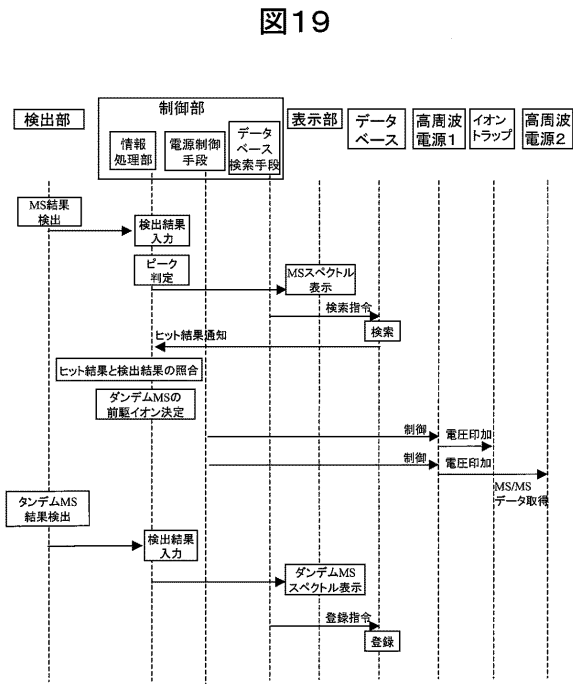 図19
制御部
検出部
情報
処理部
電源制御
手段
データ
ベース
検索手段
表示部
データ
ベース
高周波
電源1
イオン
トラップ
高周波
電源2
MS結果
検出
検出結果
入力
ピーク
判定
MSスペクトル
表示
検索指令
検索
ヒット結果通知
ヒット結果と検出結果の照合
ダンデムMSの
前駆イオン決定
制御
電圧印加
制御
電圧印加
MS/MS
データ取得
タンデムMS
結果検出
検出結果
入力
ダンデムMS
スペクトル表示
登録指令
登録